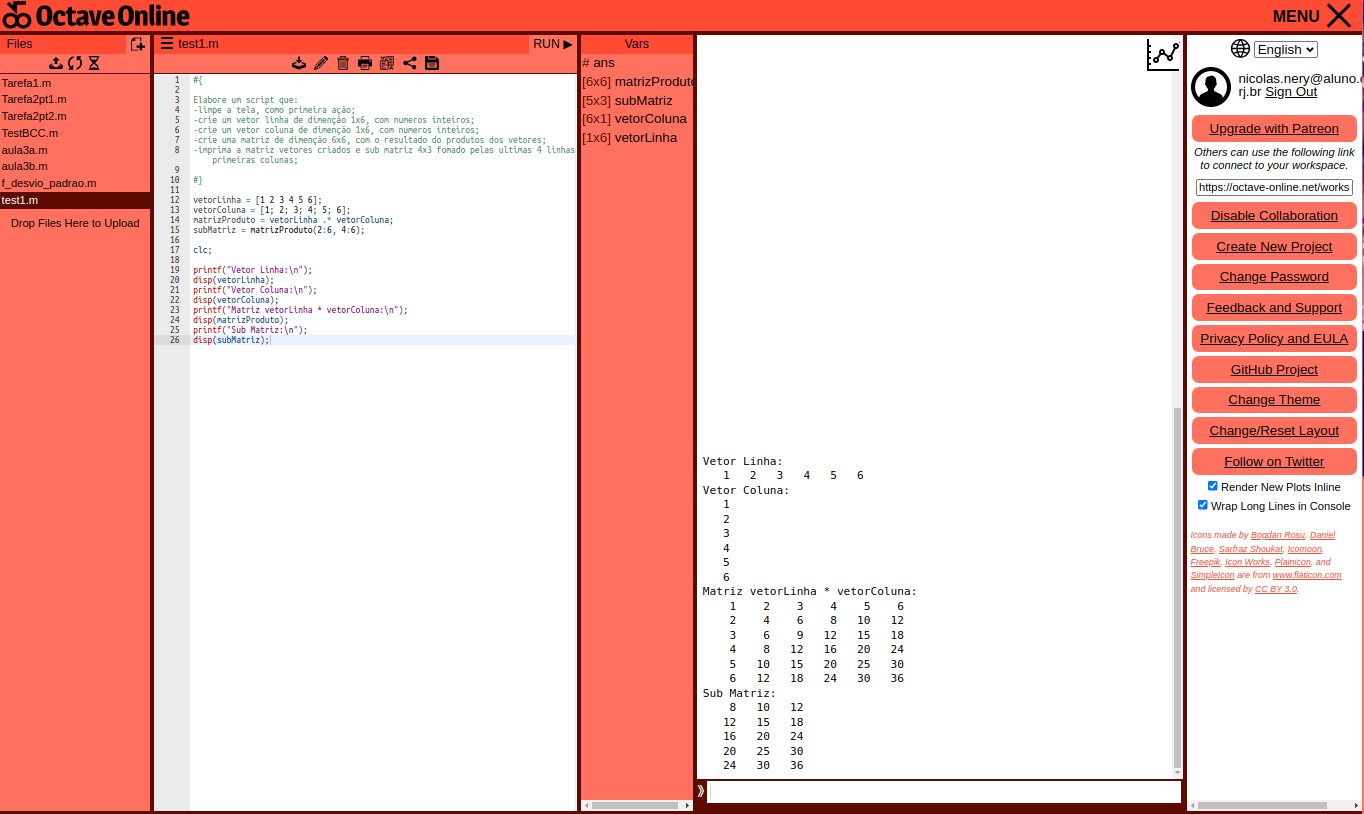 Octave Online
MENU
Files
Tarefa1.m
Tarefa2pt1.m
Tarefa2pt2.m
TestBCC.m
aula3a.m
aula3b.m
f_desvio_padrao.m
test1.m
Drop Files Here to Upload
test1.m
RUN ▶
1 #{
2
3 Elabore um script que:
4 -limpe a tela, como primeira ação;
5 -crie um vetor linha de dimenção 1x6, com numeros inteiros;
6 -crie um vetor coluna de dimenção 1x6, com numeros inteiros;
7 -crie uma matriz de dimenção 6x6, com o resultado do produtos dos vetores;
8 -imprima a matriz vetores criados e sub matriz 4x3 fomado pelas ultimas 4 linhas
primeiras colunas;
9
10 #}
11
12 vetorLinha = [1 2 3 4 5 6];
13 vetorColuna = [1; 2; 3; 4; 5; 6];
14 matrizProduto = vetorLinha .* vetorColuna;
15 subMatriz = matrizProduto(2:6, 4:6);
16
17 clc;
18
19 printf("Vetor Linha:\n");
20 disp(vetorLinha);
21 printf("Vetor Coluna:\n");
22 disp(vetorColuna);
23 printf("Matriz vetorLinha * vetorColuna:\n");
24 disp(matrizProduto);
25 printf("Sub Matriz:\n");
26 disp(subMatriz);
Vars
# ans
[6x6] matrizProduto
[5x3] subMatriz
[6x1] vetorColuna
[1x6] vetorLinha
Vetor Linha:
1 2 3 4 5 6
Vetor Coluna:
1
2
3
4
5
6
Matriz vetorLinha * vetorColuna:
1 2 3 4 5 6
2 4 6 8 10 12
3 6 9 12 15 18
4 8 12 16 20 24
5 10 15 20 25 30
6 12 18 24 30 36
Sub Matriz:
8 10 12
12 15 18
16 20 24
20 25 30
24 30 36
English
nicolas.nery@aluno.
rj.br Sign Out
Upgrade with Patreon
Others can use the following link
to connect to your workspace.
https://octave-online.net/works
Disable Collaboration
Create New Project
Change Password
Feedback and Support
Privacy Policy and EULA
GitHub Project
Change Theme
Change/Reset Layout
Follow on Twitter
Render New Plots Inline
Wrap Long Lines in Console
Icons made by Bogdan Rosu, Daniel
Bruce, Sarfraz Shoukat, Icomoon,
Freepik, Icon Works, Plainicon, and
SimpleIcon are from www.flaticon.com
and licensed by CC BY 3.0.